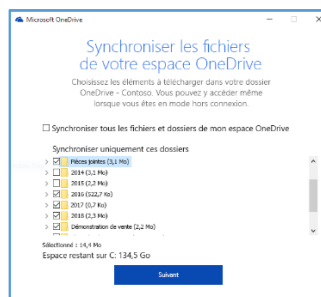 Microsoft OneDrive
Synchroniser les fichiers
de votre espace OneDrive
Choisissez les éléments à télécharger dans votre dossier
OneDrive - Contoso. Vous pouvez y accéder même
lorsque vous êtes en mode hors connexion.
Synchroniser tous les fichiers et dossiers de mon espace OneDrive
Synchroniser uniquement ces dossiers
Pièces jointes (3,1 Mo)
2014 (3,1 Mo)
2015 (2,2 Mo)
2016 (522,7 Ko)
2017 (0,7 Ko)
2018 (2,3 Mo)
Démonstration de vente (2,2 Mo)
Sélectionné : 14,4 Mo
Espace restant sur C: 134,5 Go
Suivant